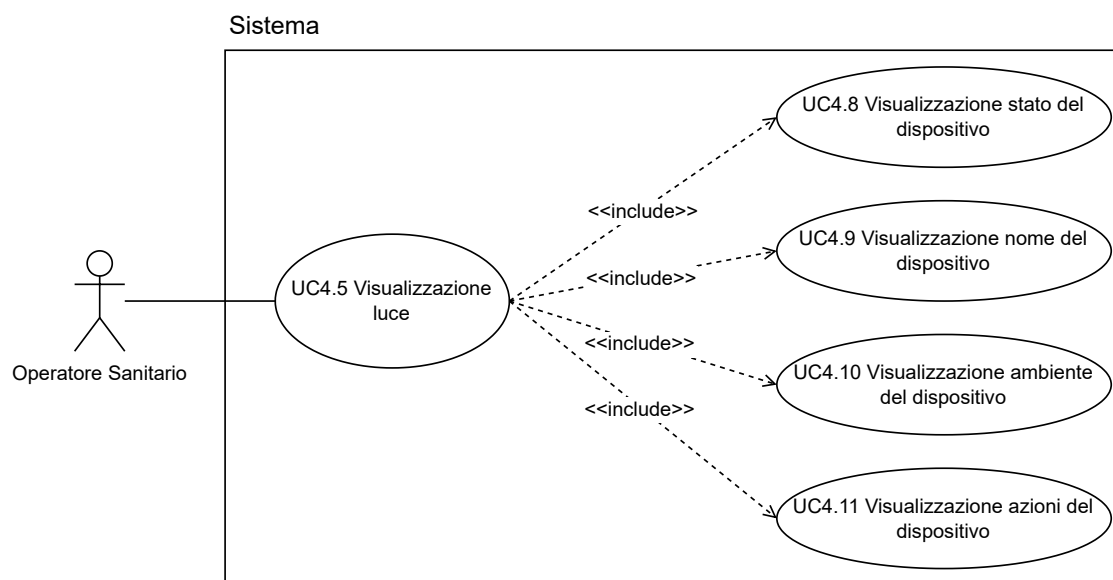 Sistema
UC4.8 Visualizzazione stato del
dispositivo
<<include>>
UC4.9 Visualizzazione nome del
dispositivo
<<include>>
UC4.5 Visualizzazione
luce
Operatore Sanitario
<<include>>
UC4.10 Visualizzazione ambiente
del dispositivo
<<include>>
UC4.11 Visualizzazione azioni del
dispositivo